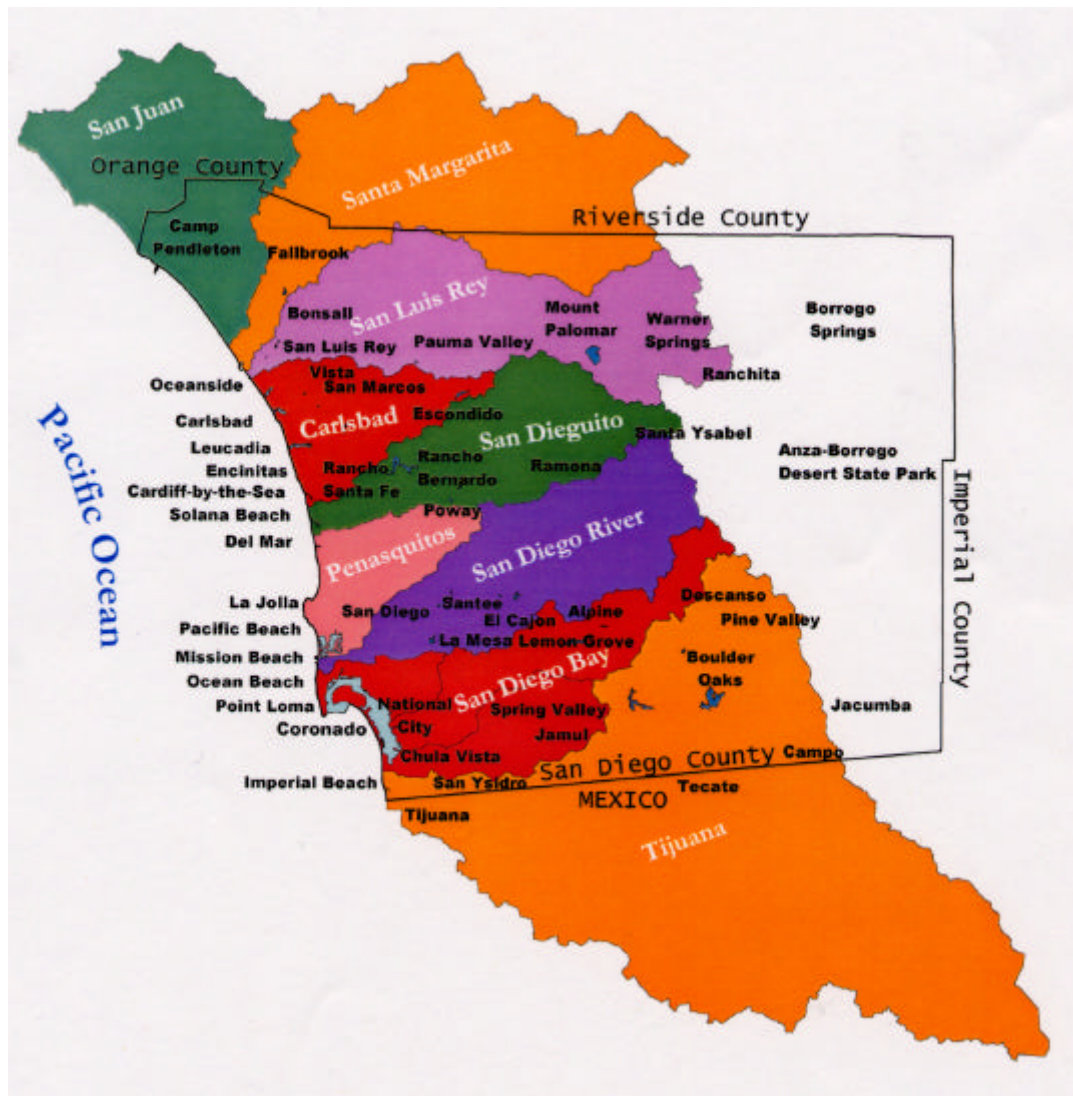 San Juan
Orange County
Santa Margarita
Riverside County
Camp
Pendleton
Fallbrook
San Luis Rey
Bonsall
Mount
Palomar
Warner
Springs
Borrego
Springs
San Luis Rey
Pauma Valley
Ranchita
Oceanside
Vista
San Marcos
Carlsbad
Carlsbad
Escondido
San Dieguito
Santa Ysabel
Leucadia
Encinitas
Cardiff-by-the-Sea
Solana Beach
Del Mar
Rancho
Santa Fe
Rancho
Bernardo
Ramona
Anza-Borrego
Desert State Park
Poway
Penasquitos
San Diego River
Pacific Ocean
Imperial County
La Jolla
Pacific Beach
Mission Beach
Ocean Beach
Point Loma
Coronado
Imperial Beach
San Diego
Santee
El Cajon
Alpine
La Mesa
Lemon Grove
Descanso
Pine Valley
San Diego Bay
Boulder
Oaks
National
City
Spring Valley
Jamul
Jacumba
Chula Vista
San Diego County
Campo
San Ysidro
MEXICO
Tecate
Tijuana
Tijuana